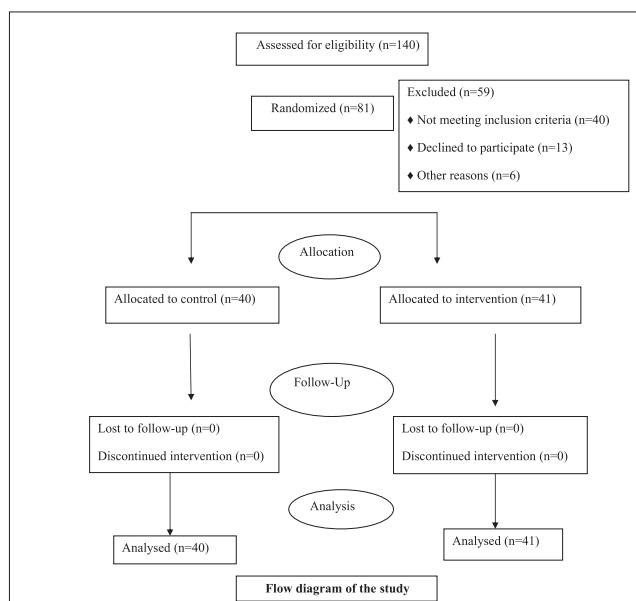 Assessed for eligibility (n=140)
Excluded (n=59)
♦ Not meeting inclusion criteria (n=40)
♦ Declined to participate (n=13)
♦ Other reasons (n=6)
Randomized (n=81)
Allocation
Allocated to control (n=40)
Allocated to intervention (n=41)
Follow-Up
Lost to follow-up (n=0)
Discontinued intervention (n=0)
Lost to follow-up (n=0)
Discontinued intervention (n=0)
Analysis
Analysed (n=40)
Analysed (n=41)
Flow diagram of the study